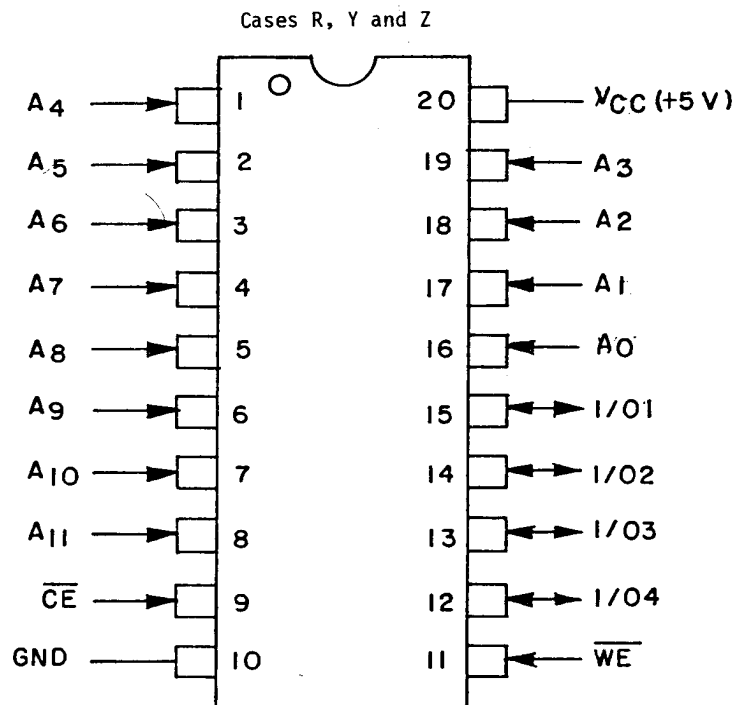 Cases R, Y and Z
A4 1 20 VCC (+5 V)
A5 2 19 A3
A6 3 18 A2
A7 4 17 A1
A8 5 16 A0
A9 6 15 I/O1
A10 7 14 I/O2
A11 8 13 I/O3
C̅E̅ 9 12 I/O4
GND 10 11 W̅E̅